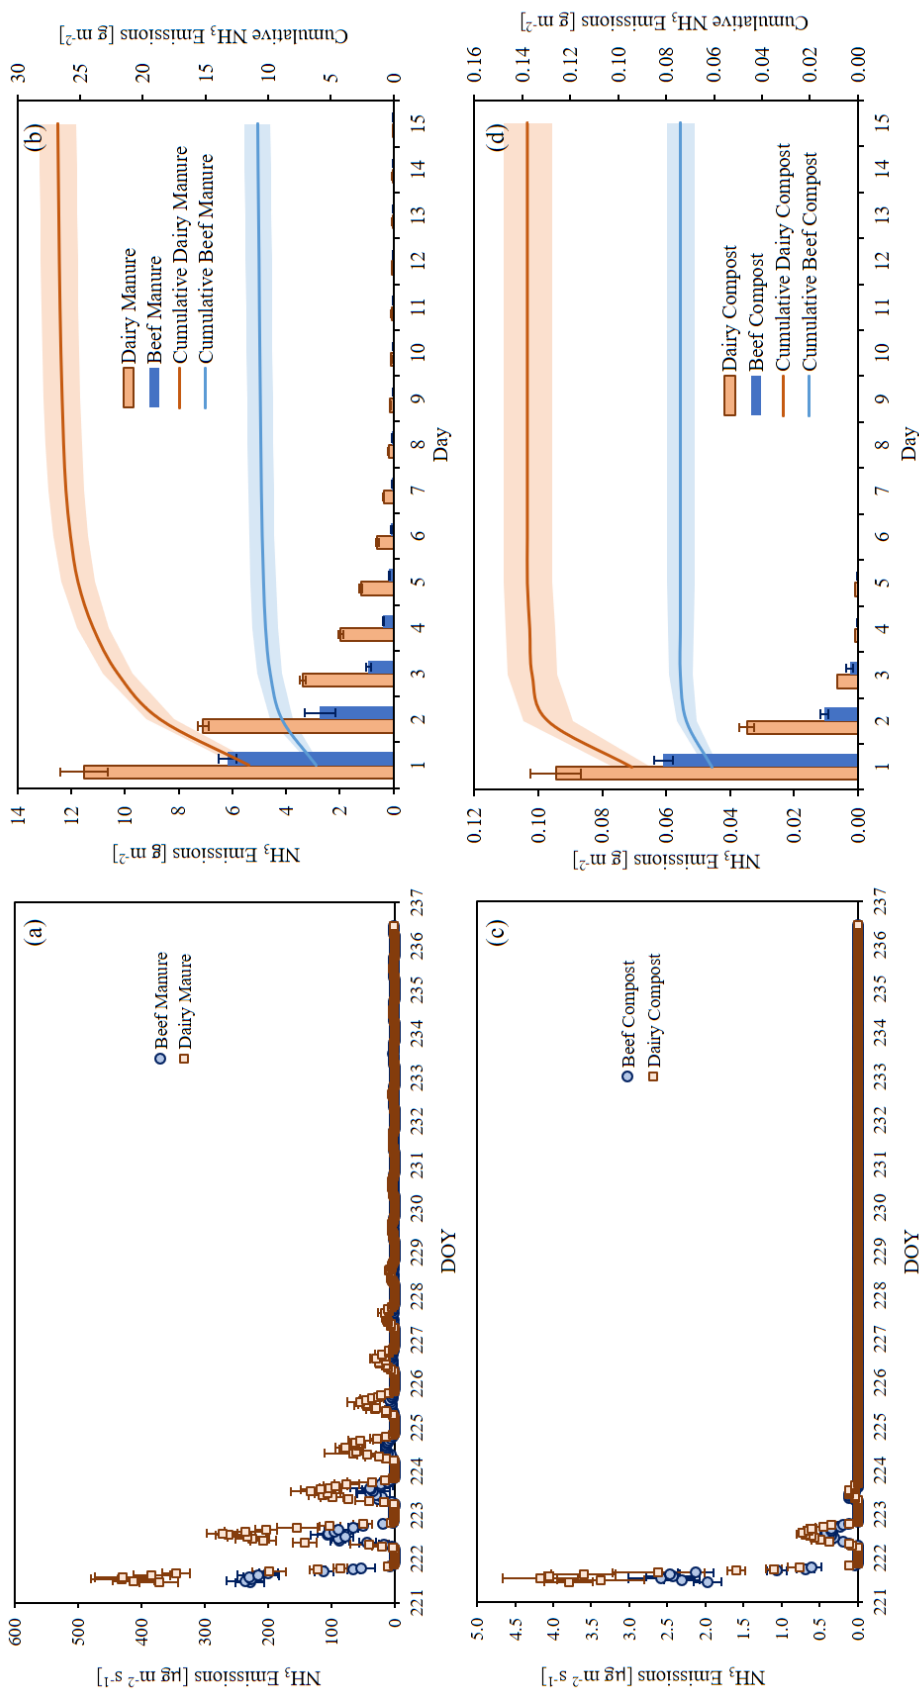 (a)
NH₃ Emissions [µg m⁻² s⁻¹]
600
500
400
300
200
100
0
Beef Manure
Dairy Maure
221 222 223 224 225 226 227 228 229 230 231 232 233 234 235 236 237
DOY
(b)
NH₃ Emissions [g m⁻²]
14
12
10
8
6
4
2
0
Dairy Manure
Beef Manure
Cumulative Dairy Manure
Cumulative Beef Manure
30
25
20
15
10
5
0
Cumulative NH₃ Emissions [g m⁻²]
1 2 3 4 5 6 7 8 9 10 11 12 13 14 15
Day
(c)
NH₃ Emissions [µg m⁻² s⁻¹]
5.0
4.5
4.0
3.5
3.0
2.5
2.0
1.5
1.0
0.5
0.0
Beef Compost
Dairy Compost
221 222 223 224 225 226 227 228 229 230 231 232 233 234 235 236 237
DOY
(d)
NH₃ Emissions [g m⁻²]
0.12
0.10
0.08
0.06
0.04
0.02
0.00
Dairy Compost
Beef Compost
Cumulative Dairy Compost
Cumulative Beef Compost
0.16
0.14
0.12
0.10
0.08
0.06
0.04
0.02
0.00
Cumulative NH₃ Emissions [g m⁻²]
1 2 3 4 5 6 7 8 9 10 11 12 13 14 15
Day